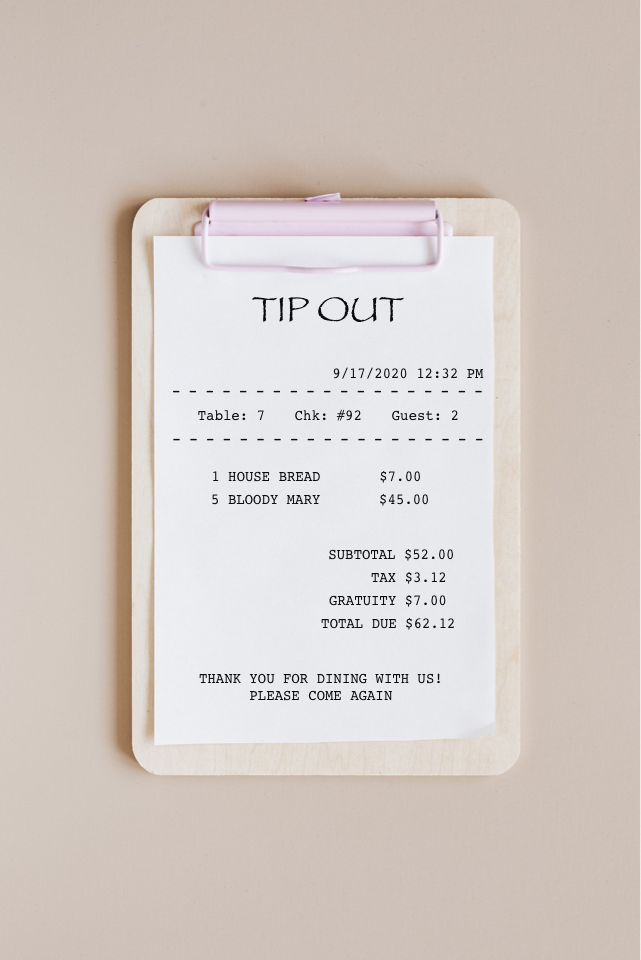 TIP OUT
9/17/2020 12:32 PM
Table: 7 Chk: #92 Guest: 2
1 HOUSE BREAD $7.00
5 BLOODY MARY $45.00
SUBTOTAL $52.00
TAX $3.12
GRATUITY $7.00
TOTAL DUE $62.12
THANK YOU FOR DINING WITH US!
PLEASE COME AGAIN